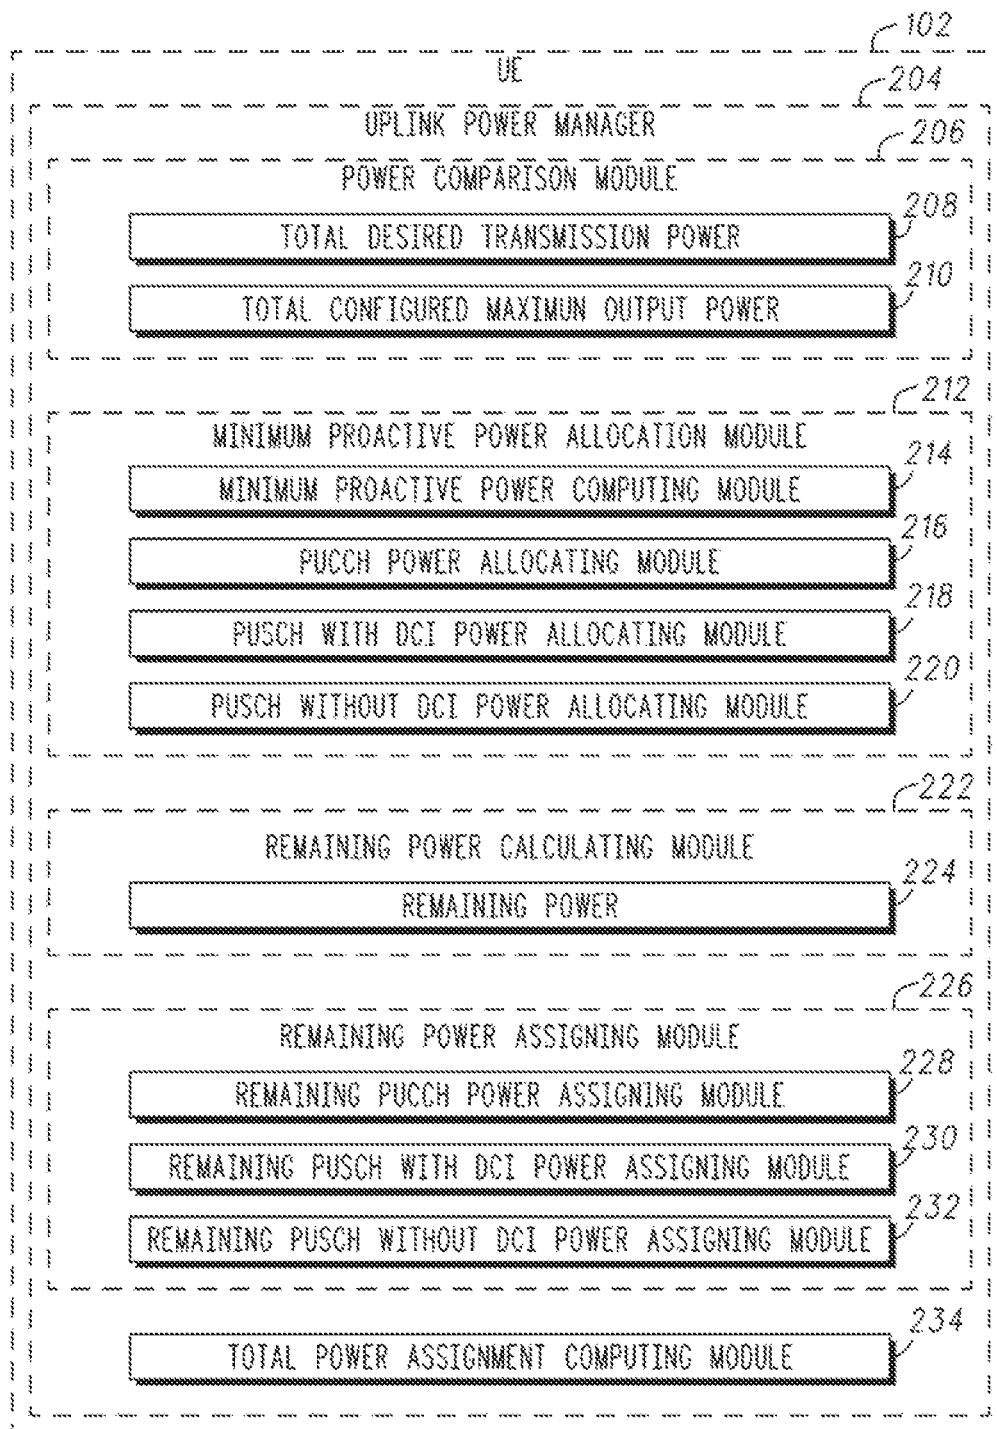 102
UE
204
UPLINK POWER MANAGER
206
POWER COMPARISON MODULE
208
TOTAL DESIRED TRANSMISSION POWER
210
TOTAL CONFIGURED MAXIMUN OUTPUT POWER
212
MINIMUM PROACTIVE POWER ALLOCATION MODULE
214
MINIMUM PROACTIVE POWER COMPUTING MODULE
216
PUCCH POWER ALLOCATING MODULE
218
PUSCH WITH DCI POWER ALLOCATING MODULE
220
PUSCH WITHOUT DCI POWER ALLOCATING MODULE
222
REMAINING POWER CALCULATING MODULE
224
REMAINING POWER
226
REMAINING POWER ASSIGNING MODULE
228
REMAINING PUCCH POWER ASSIGNING MODULE
230
REMAINING PUSCH WITH DCI POWER ASSIGNING MODULE
232
REMAINING PUSCH WITHOUT DCI POWER ASSIGNING MODULE
234
TOTAL POWER ASSIGNMENT COMPUTING MODULE